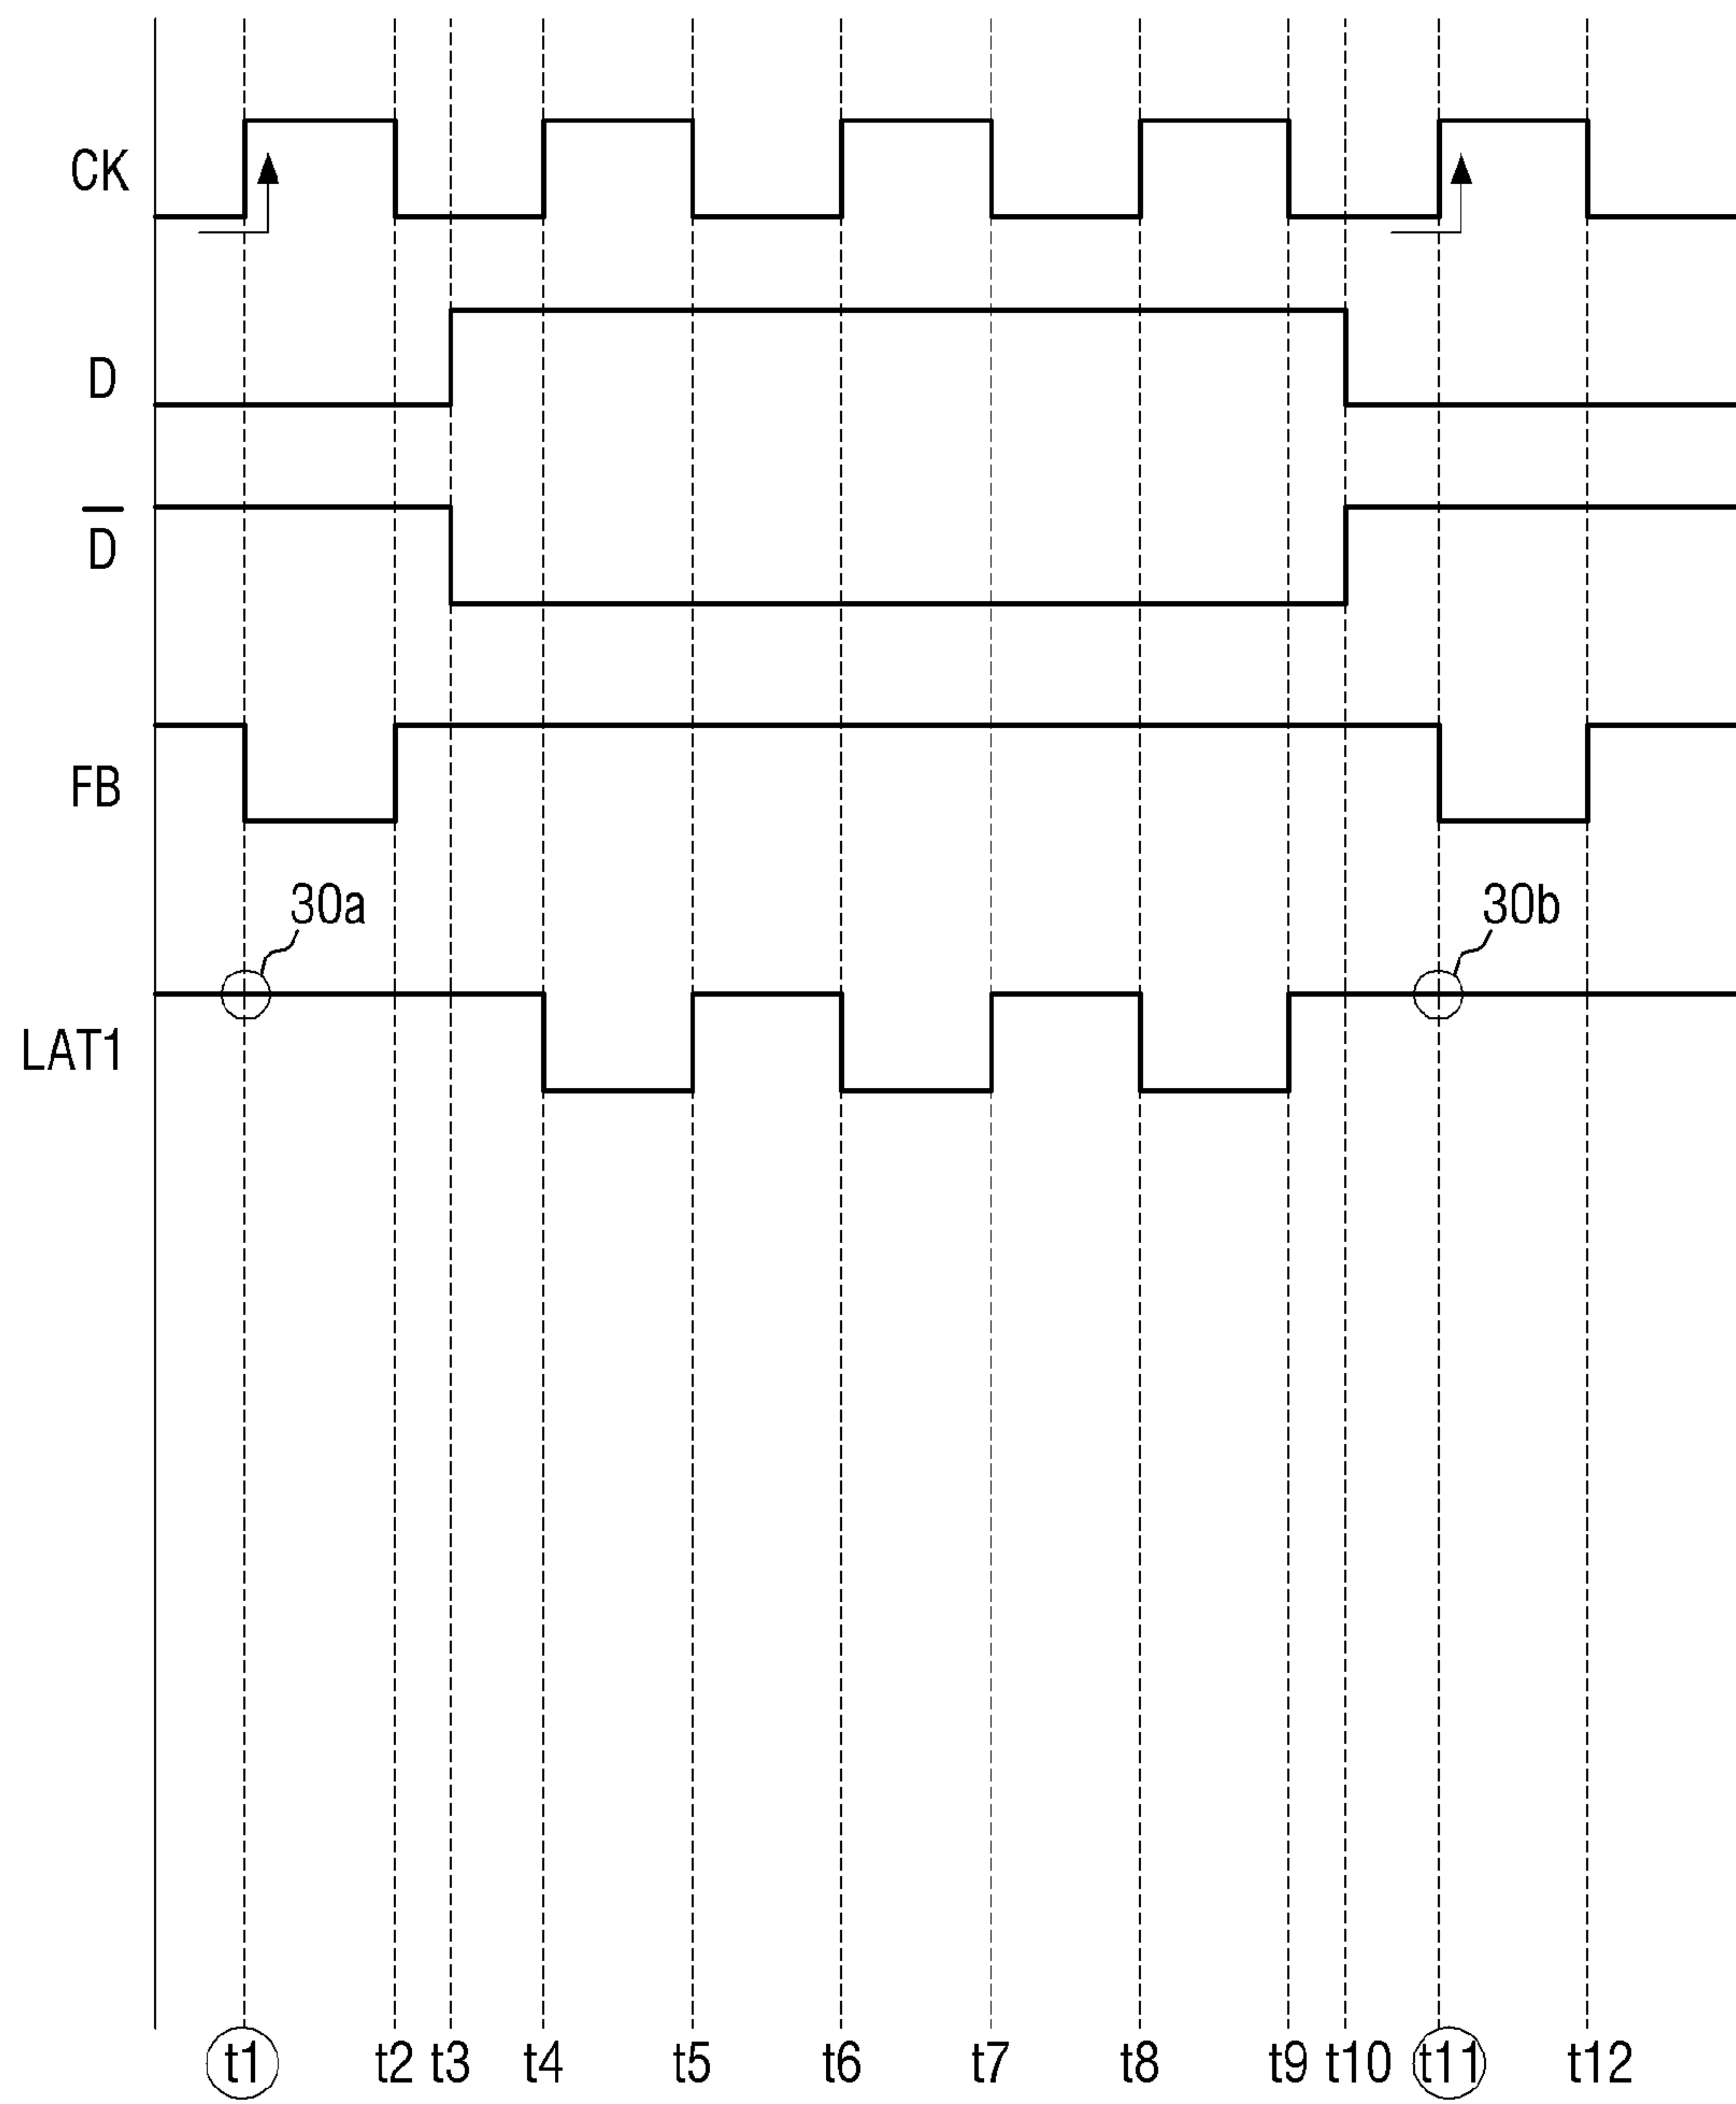 CK
D
D̅
FB
30a
30b
LAT1
t1 t2 t3 t4 t5 t6 t7 t8 t9 t10 t11 t12